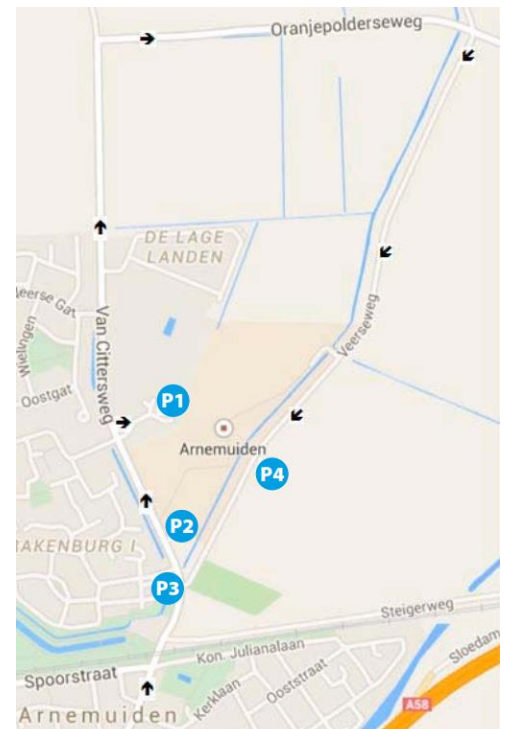 Oranjepolderseweg
DE LAGE
LANDEN
Veerseweg
Van Cittersweg
Wielingen
Oostgat
P1
Arnemuiden
P4
P2
P3
Steigerweg
Kon. Julianalaan
Spoorstraat
Kerklaan
Ooststraat
Sloedam
A58
Arnemuiden